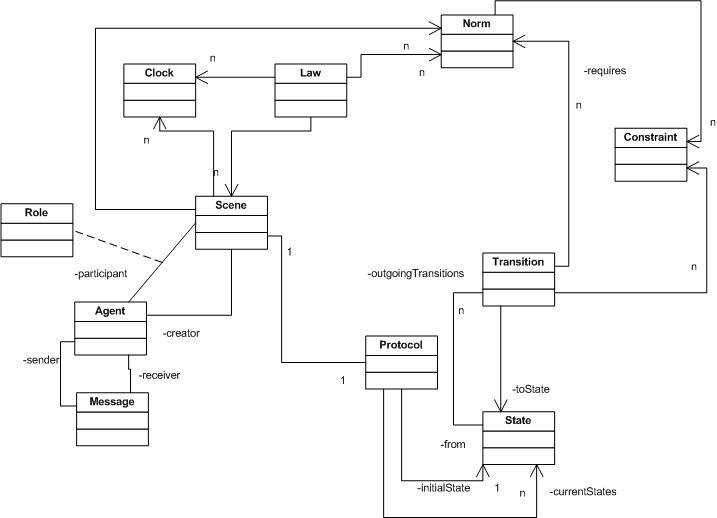 Norm
n
n
Clock
n
Law
-requires
n
n
Constraint
n
n
Role
Scene
1
-participant
-outgoingTransitions
Transition
n
n
Agent
-creator
-sender
-receiver
Protocol
1
Message
-toState
State
-from
-initialState
1
n
-currentStates